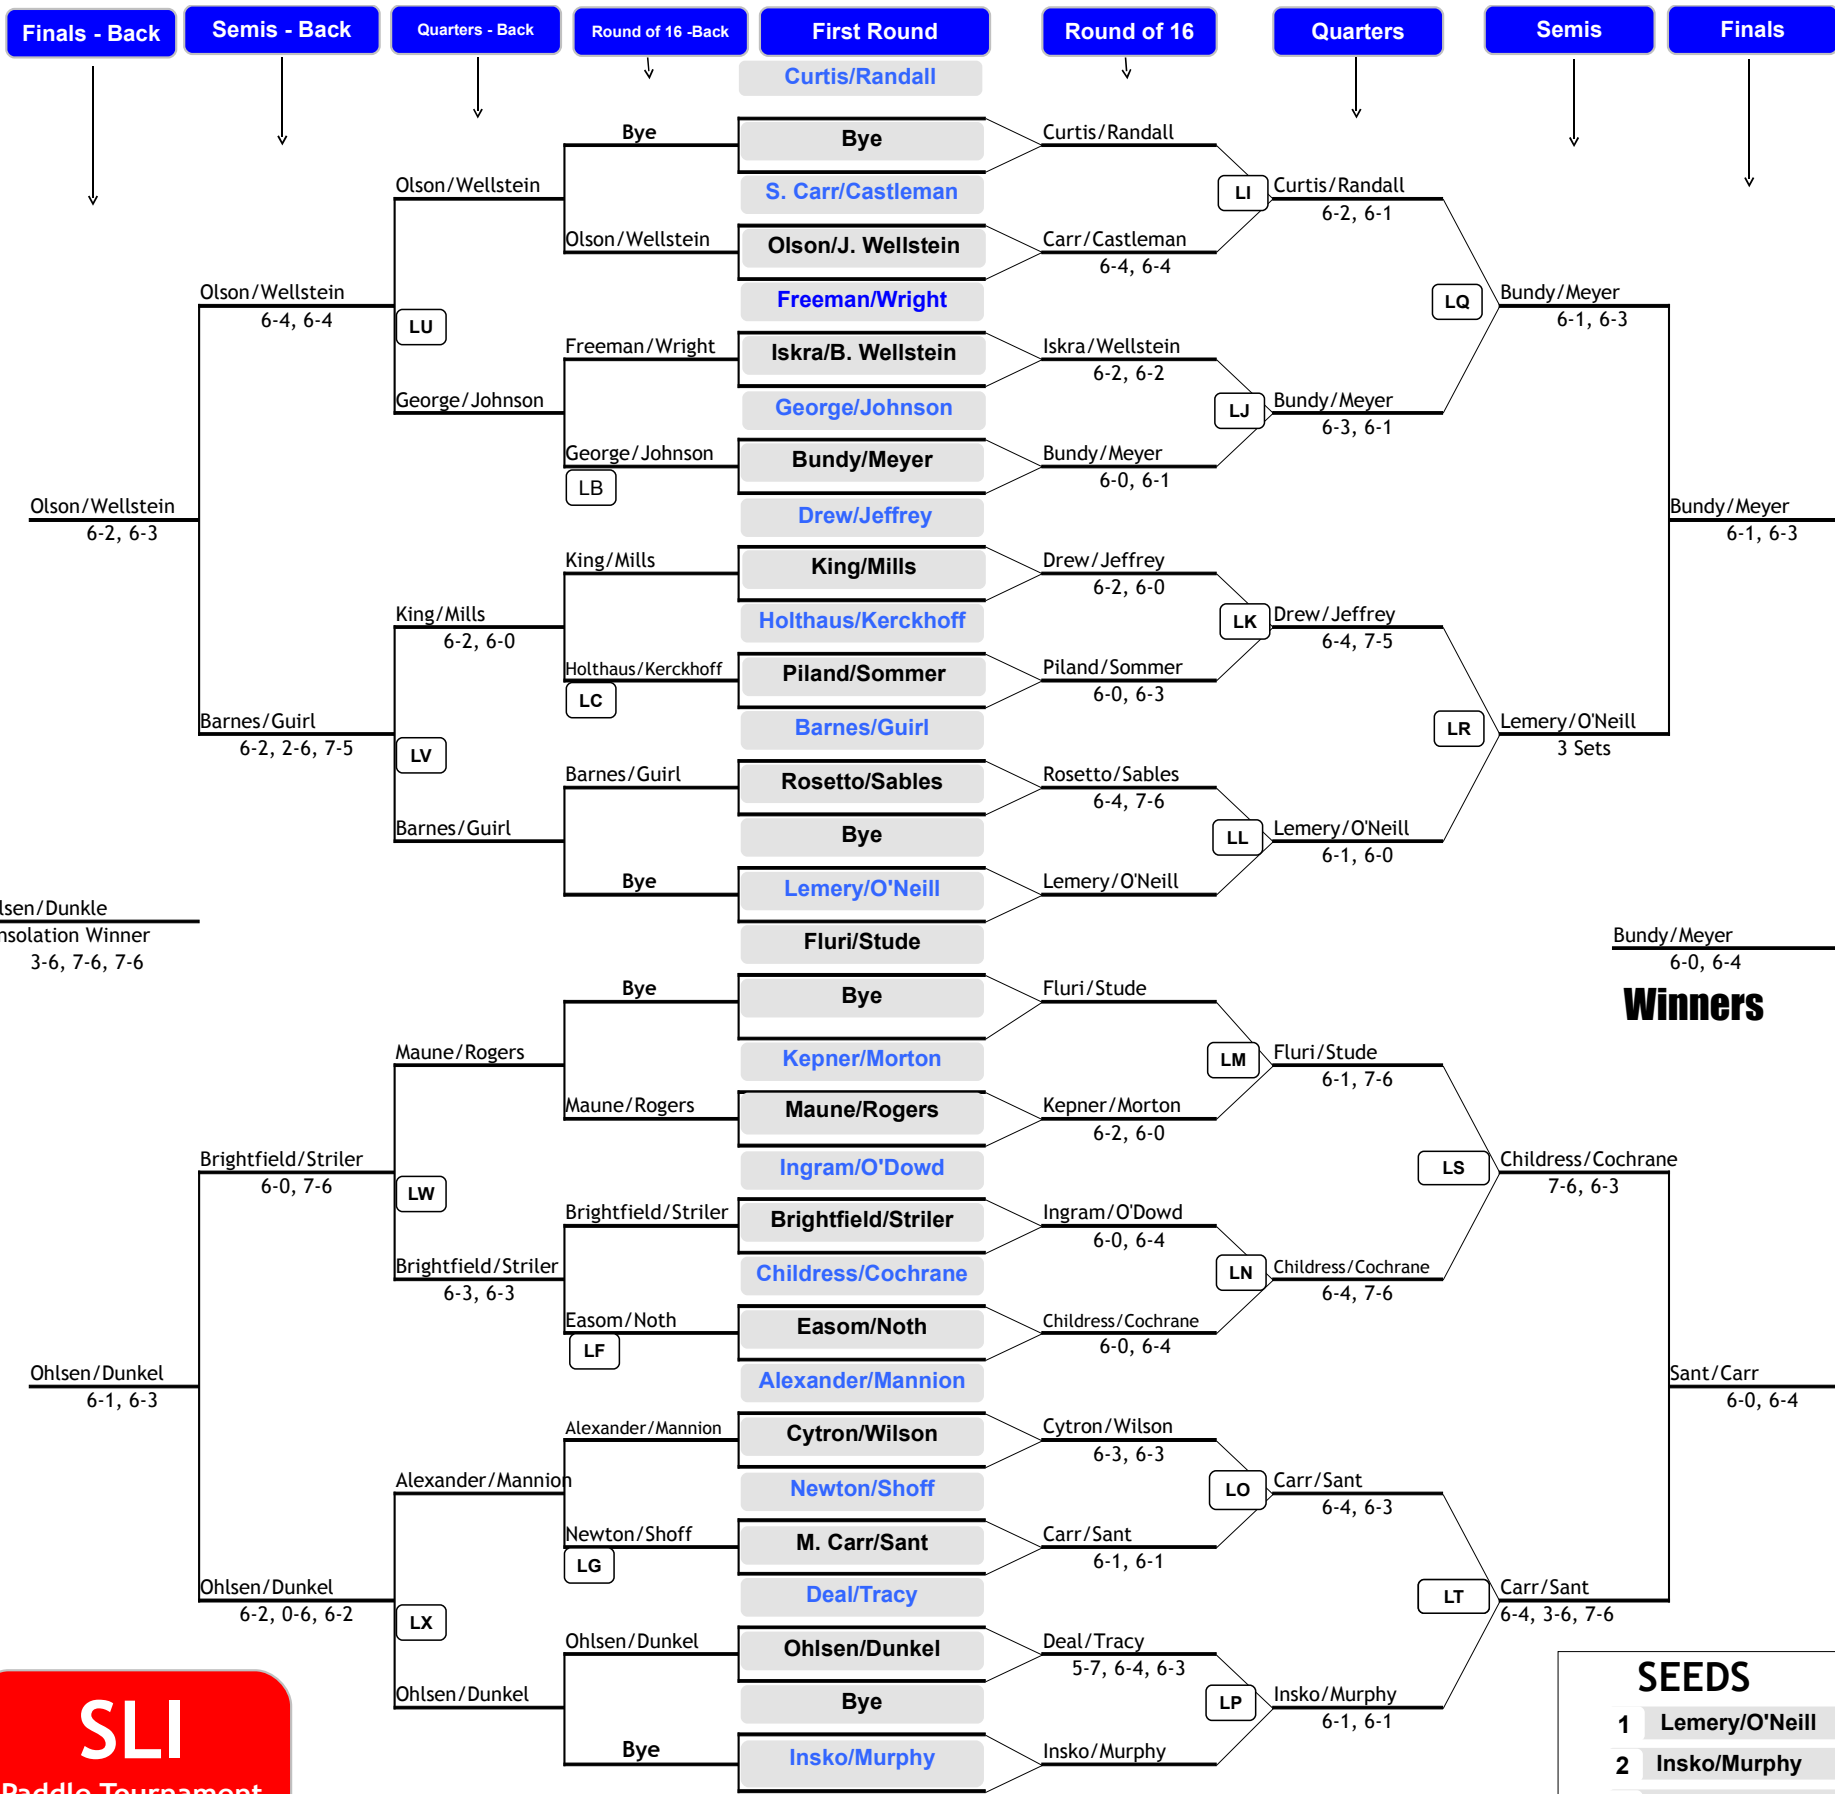 Finals - Back
Semis - Back
Quarters - Back
Round of 16 -Back
First Round
Round of 16
Quarters
Semis
Finals
Curtis/Randall
Bye
Bye
Curtis/Randall
Olson/Wellstein
S. Carr/Castleman
LI
Curtis/Randall
6-2, 6-1
Olson/Wellstein
Olson/J. Wellstein
Carr/Castleman
6-4, 6-4
Olson/Wellstein
6-4, 6-4
LU
Freeman/Wright
LQ
Bundy/Meyer
6-1, 6-3
Freeman/Wright
Iskra/B. Wellstein
Iskra/Wellstein
6-2, 6-2
George/Johnson
George/Johnson
LJ
Bundy/Meyer
6-3, 6-1
George/Johnson
LB
Bundy/Meyer
Bundy/Meyer
6-0, 6-1
Olson/Wellstein
6-2, 6-3
Drew/Jeffrey
Bundy/Meyer
6-1, 6-3
King/Mills
King/Mills
Drew/Jeffrey
6-2, 6-0
King/Mills
6-2, 6-0
Holthaus/Kerckhoff
LK
Drew/Jeffrey
6-4, 7-5
Holthaus/Kerckhoff
LC
Piland/Sommer
Piland/Sommer
6-0, 6-3
Barnes/Guirl
6-2, 2-6, 7-5
LV
Barnes/Guirl
LR
Lemery/O'Neill
3 Sets
Barnes/Guirl
Rosetto/Sables
Rosetto/Sables
6-4, 7-6
Barnes/Guirl
Bye
LL
Lemery/O'Neill
6-1, 6-0
Bye
Lemery/O'Neill
Lemery/O'Neill
lsen/Dunkle
nsolation Winner
3-6, 7-6, 7-6
Fluri/Stude
Bundy/Meyer
6-0, 6-4
Winners
Bye
Bye
Fluri/Stude
Maune/Rogers
Kepner/Morton
LM
Fluri/Stude
6-1, 7-6
Maune/Rogers
Maune/Rogers
Kepner/Morton
6-2, 6-0
Brightfield/Striler
6-0, 7-6
LW
Ingram/O'Dowd
LS
Childress/Cochrane
7-6, 6-3
Brightfield/Striler
Brightfield/Striler
Ingram/O'Dowd
6-0, 6-4
Brightfield/Striler
6-3, 6-3
Childress/Cochrane
LN
Childress/Cochrane
6-4, 7-6
Easom/Noth
LF
Easom/Noth
Childress/Cochrane
6-0, 6-4
Ohlsen/Dunkel
6-1, 6-3
Alexander/Mannion
Sant/Carr
6-0, 6-4
Alexander/Mannion
Cytron/Wilson
Cytron/Wilson
6-3, 6-3
Alexander/Mannion
Newton/Shoff
LO
Carr/Sant
6-4, 6-3
Newton/Shoff
LG
M. Carr/Sant
Carr/Sant
6-1, 6-1
Ohlsen/Dunkel
6-2, 0-6, 6-2
LX
Deal/Tracy
LT
Carr/Sant
6-4, 3-6, 7-6
Ohlsen/Dunkel
Ohlsen/Dunkel
Deal/Tracy
5-7, 6-4, 6-3
Ohlsen/Dunkel
Bye
LP
Insko/Murphy
6-1, 6-1
Bye
Insko/Murphy
Insko/Murphy
SLI
Paddle Tournament
SEEDS
1 Lemery/O'Neill
2 Insko/Murphy